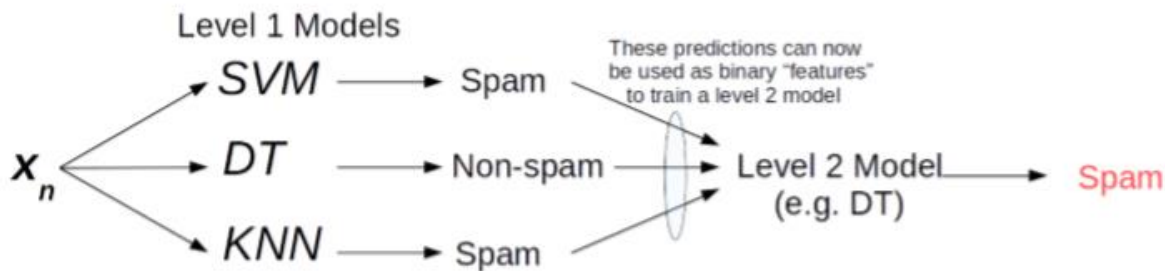 Level 1 Models
These predictions can now
be used as binary “features”
to train a level 2 model
SVM
Spam
xn
DT
Non-spam
Level 2 Model
(e.g. DT)
Spam
KNN
Spam